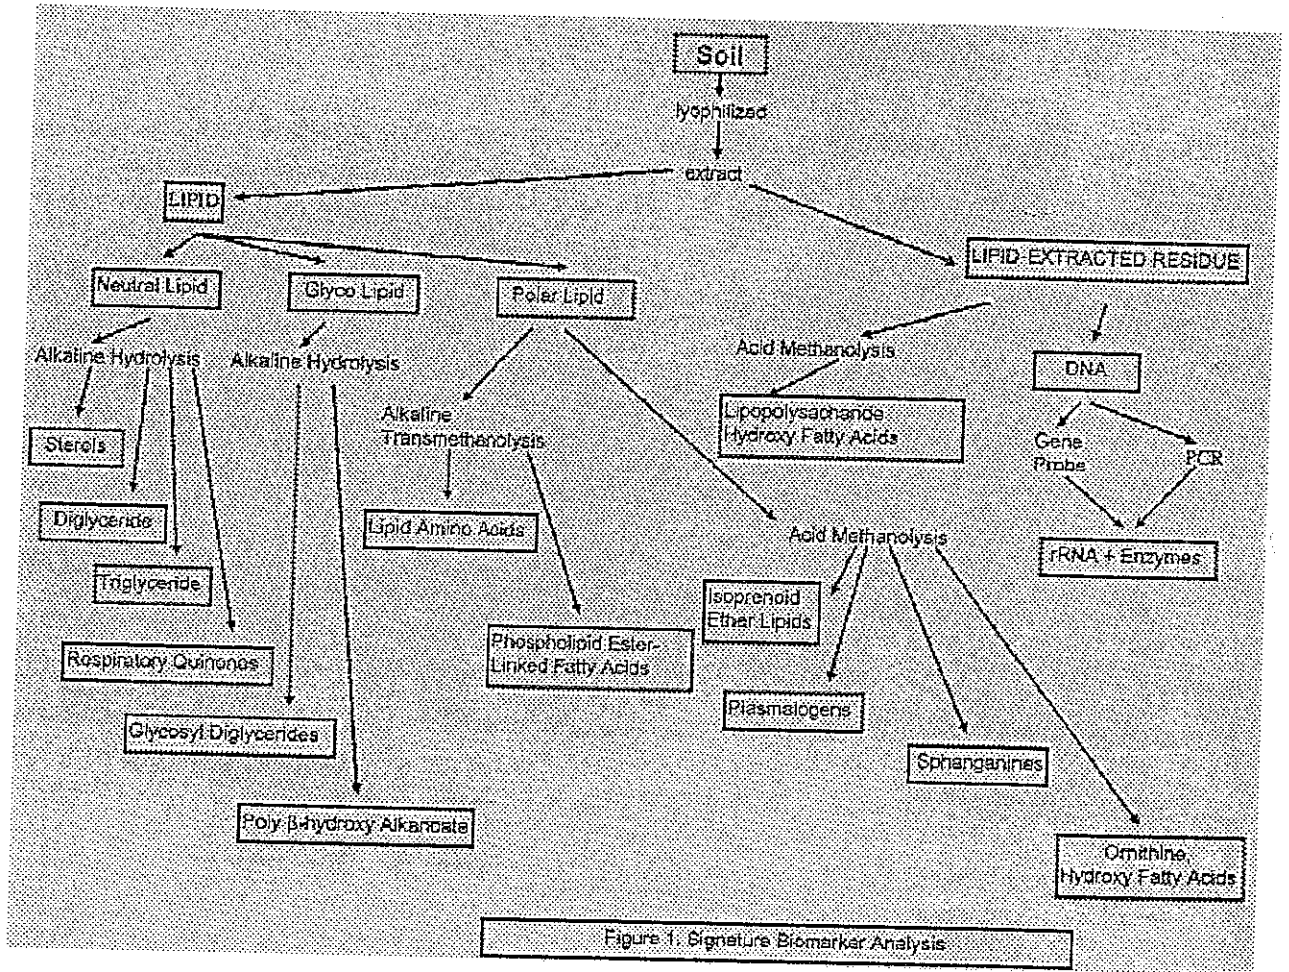 Soil
lyophilized
extract
LIPID
LIPID EXTRACTED RESIDUE
Neutral Lipid
Glyco Lipid
Polar Lipid
Alkaline Hydrolysis
Alkaline Hydrolysis
Acid Methanolysis
DNA
Alkaline
Transmethanolysis
Lipopolysacharide
Hydroxy Fatty Acids
Gene
Probe
PCR
Sterols
Diglyceride
Lipid Amino Acids
Acid Methanolysis
rRNA + Enzymes
Triglyceride
Isoprenoid
Ether Lipids
Respiratory Quinones
Phospholipid Ester-
Linked Fatty Acids
Plasmalogens
Glycosyl Diglycerides
Sphanganines
Poly β-hydroxy Alkanoate
Ornithine,
Hydroxy Fatty Acids
Figure 1. Signature Biomarker Analysis